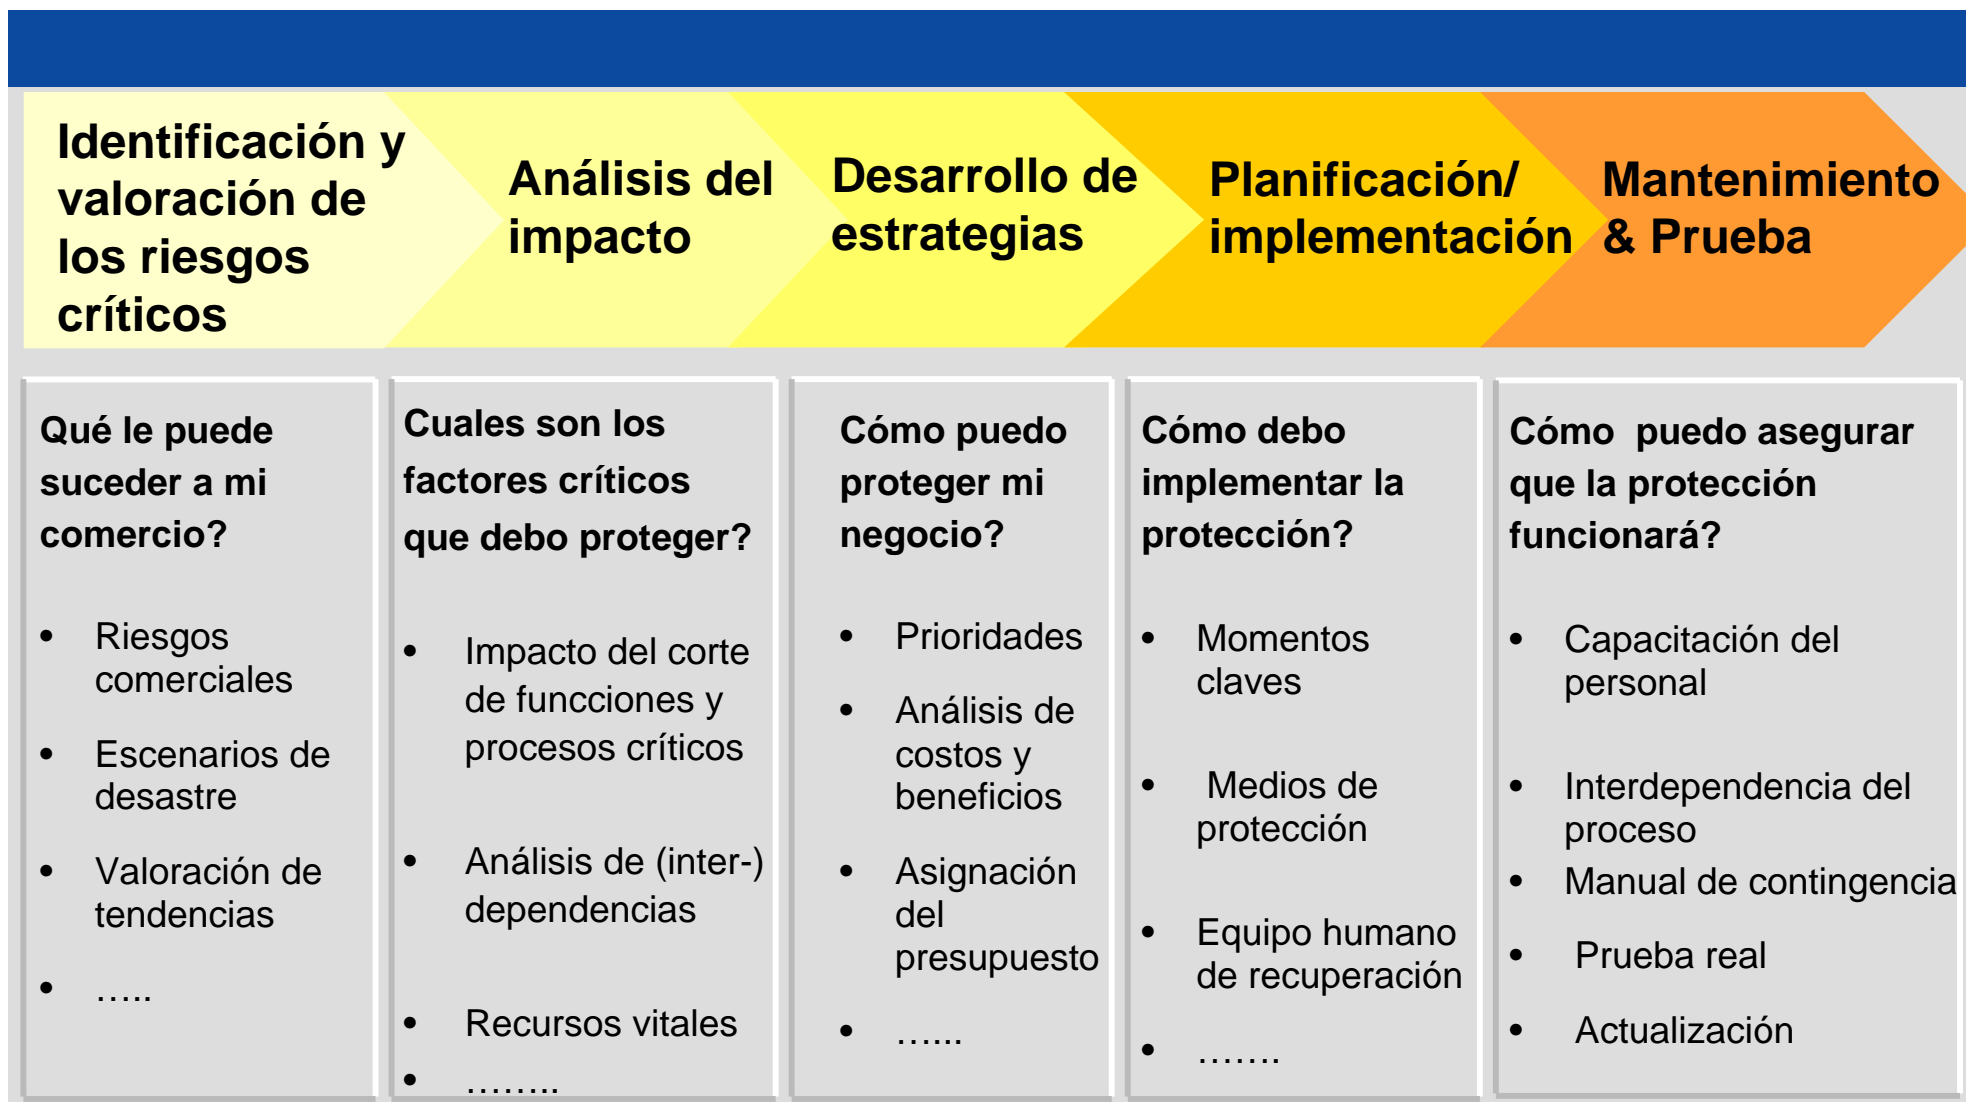 Identificación y
valoración de
los riesgos
críticos
Análisis del
impacto
Desarrollo de
estrategias
Planificación/
implementación
Mantenimiento
& Prueba
Qué le puede
suceder a mi
comercio?
• Riesgos
comerciales
• Escenarios de
desastre
• Valoración de
tendencias
• …..
Cuales son los
factores críticos
que debo proteger?
• Impacto del corte
de funcciones y
procesos críticos
• Análisis de (inter-)
dependencias
• Recursos vitales
• ……..
Cómo puedo
proteger mi
negocio?
• Prioridades
• Análisis de
costos y
beneficios
• Asignación
del
presupuesto
• …...
Cómo debo
implementar la
protección?
• Momentos
claves
• Medios de
protección
• Equipo humano
de recuperación
• …….
Cómo  puedo asegurar
que la protección
funcionará?
• Capacitación del
personal
• Interdependencia del
proceso
• Manual de contingencia
• Prueba real
• Actualización